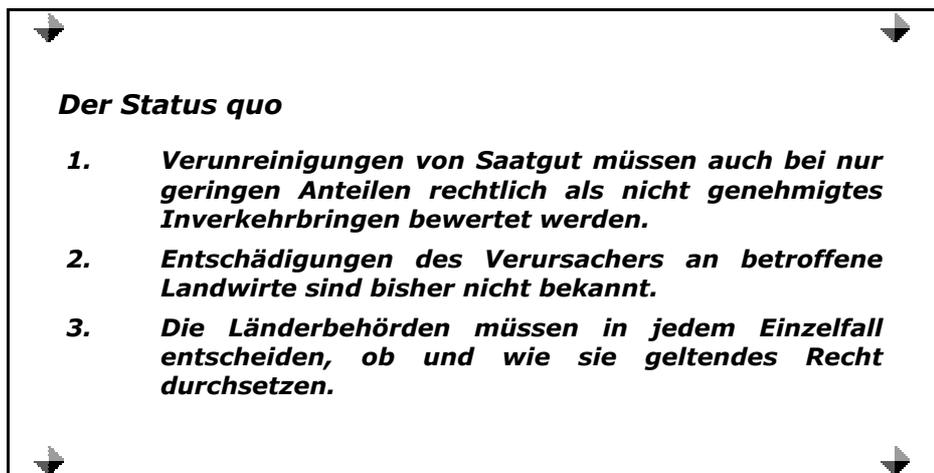 Der Status quo
1. Verunreinigungen von Saatgut müssen auch bei nur
geringen Anteilen rechtlich als nicht genehmigtes
Inverkehrbringen bewertet werden.
2. Entschädigungen des Verursachers an betroffene
Landwirte sind bisher nicht bekannt.
3. Die Länderbehörden müssen in jedem Einzelfall
entscheiden, ob und wie sie geltendes Recht
durchsetzen.